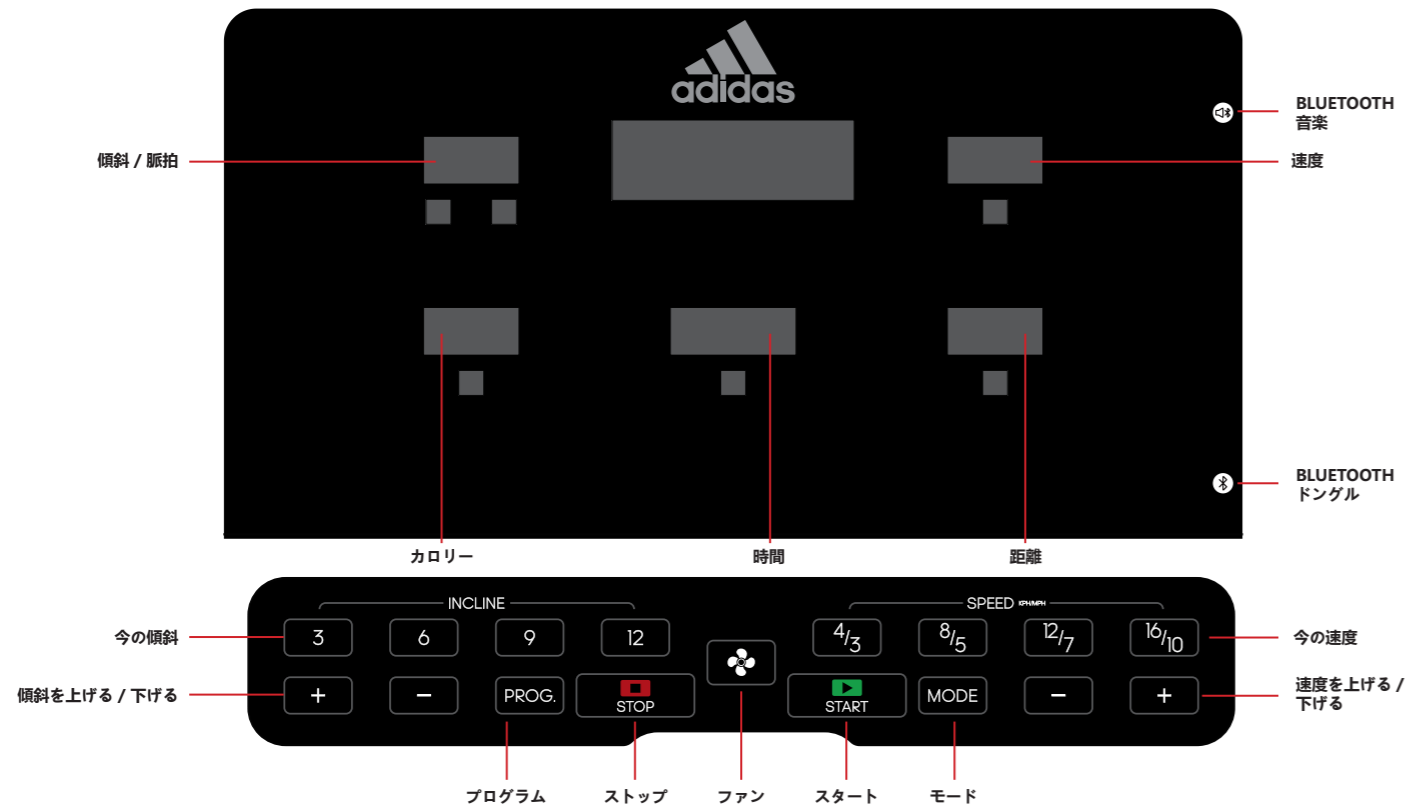 adidas
BLUETOOTH
音楽
傾斜 / 脈拍
速度
BLUETOOTH
ドングル
カロリー
時間
距離
INCLINE
SPEED KPH/MPH
今の傾斜
3
6
9
12
4/3
8/5
12/7
16/10
今の速度
傾斜を上げる / 下げる
+
−
PROG.
STOP
START
MODE
−
+
速度を上げる /
下げる
プログラム
ストップ
ファン
スタート
モード